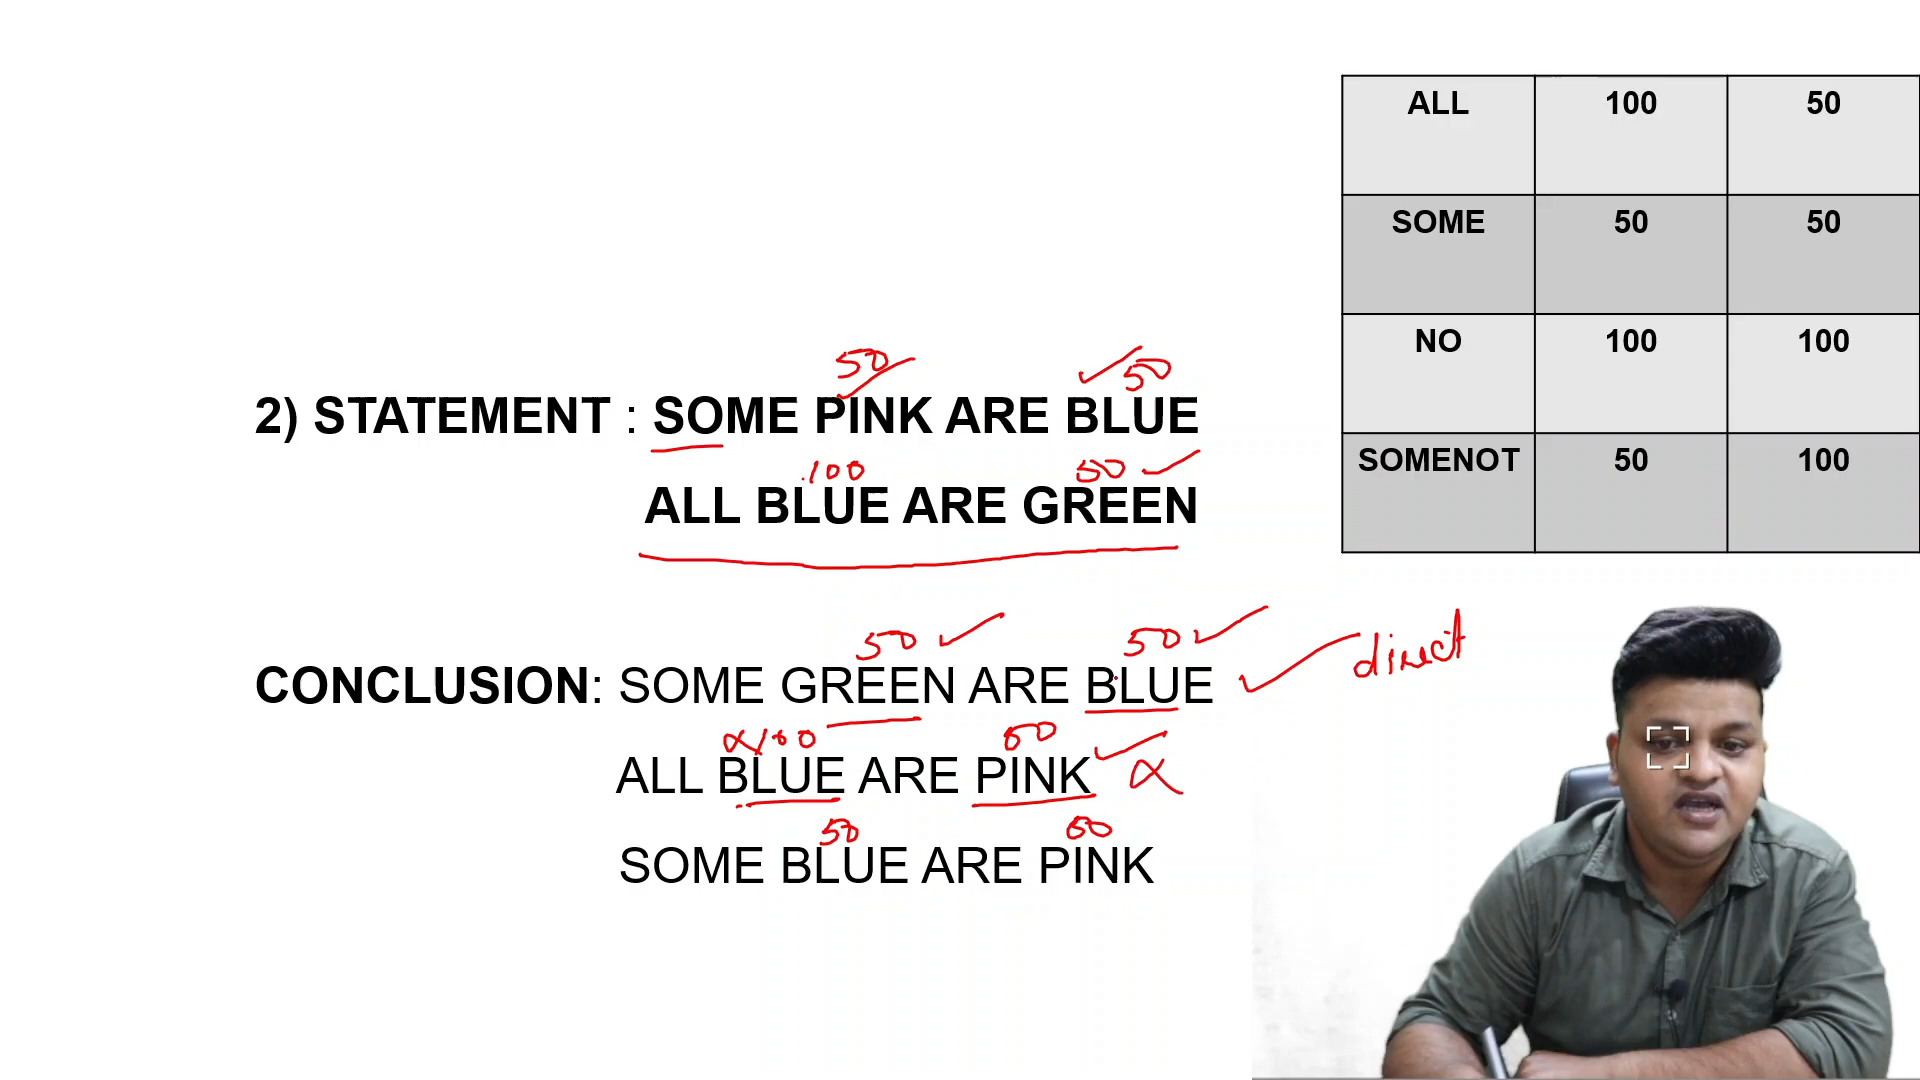 ALL 100 50
SOME 50 50
NO 100 100
SOMENOT 50 100
50 50
2) STATEMENT : SOME PINK ARE BLUE
100 50
ALL BLUE ARE GREEN
50 50
CONCLUSION: SOME GREEN ARE BLUE direct
100 50
ALL BLUE ARE PINK
50 50
SOME BLUE ARE PINK